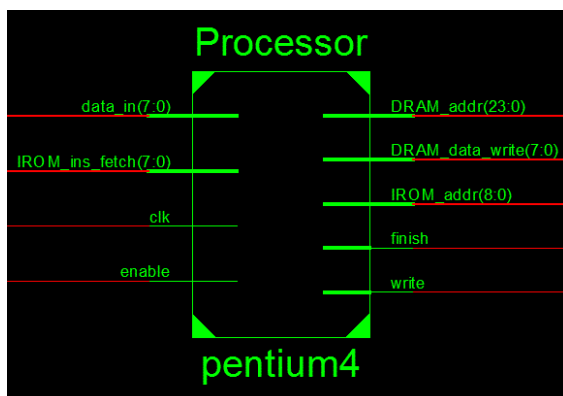 Processor
data_in(7:0)
IROM_ins_fetch(7:0)
clk
enable
DRAM_addr(23:0)
DRAM_data_write(7:0)
IROM_addr(8:0)
finish
write
pentium4